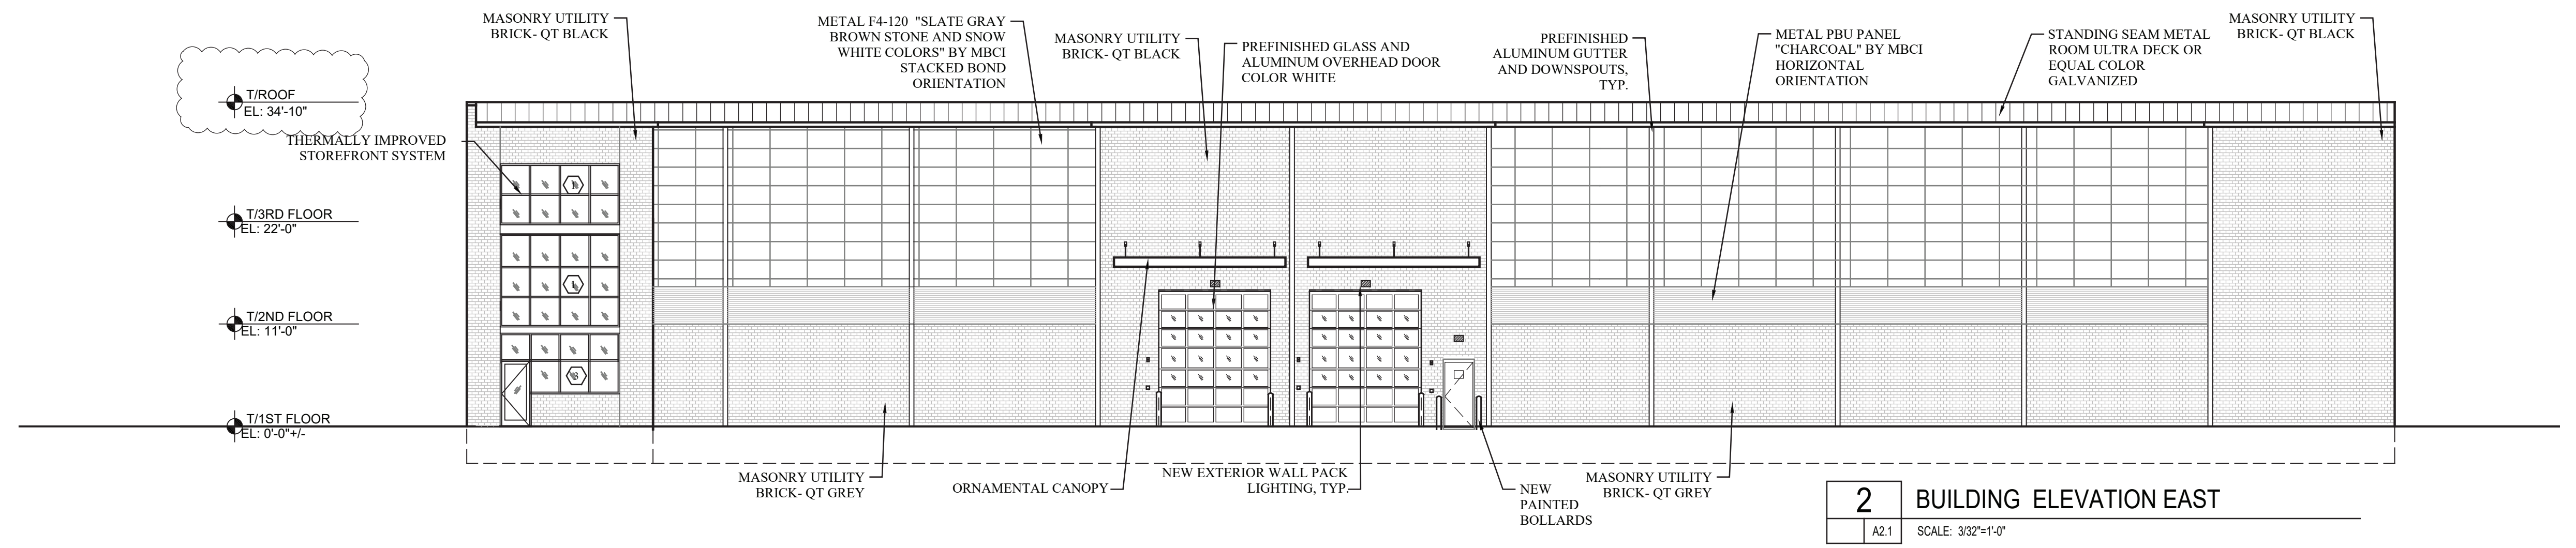 MASONRY UTILITY
BRICK- QT BLACK
METAL F4-120  "SLATE GRAY
BROWN STONE AND SNOW
WHITE COLORS" BY MBCI
STACKED BOND
ORIENTATION
MASONRY UTILITY
BRICK- QT BLACK
PREFINISHED GLASS AND
ALUMINUM OVERHEAD DOOR
COLOR WHITE
PREFINISHED
ALUMINUM GUTTER
AND DOWNSPOUTS,
TYP.
METAL PBU PANEL
"CHARCOAL" BY MBCI
HORIZONTAL
ORIENTATION
STANDING SEAM METAL
ROOM ULTRA DECK OR
EQUAL COLOR
GALVANIZED
MASONRY UTILITY
BRICK- QT BLACK
T/ROOF
EL: 34'-10"
THERMALLY IMPROVED
STOREFRONT SYSTEM
T/3RD FLOOR
EL: 22'-0"
1
T/2ND FLOOR
EL: 11'-0"
3
T/1ST FLOOR
EL: 0'-0"+/-
MASONRY UTILITY
BRICK- QT GREY
ORNAMENTAL CANOPY
NEW EXTERIOR WALL PACK
LIGHTING, TYP.
NEW
PAINTED
BOLLARDS
MASONRY UTILITY
BRICK- QT GREY
2
A2.1
BUILDING  ELEVATION EAST
SCALE:  3/32"=1'-0"